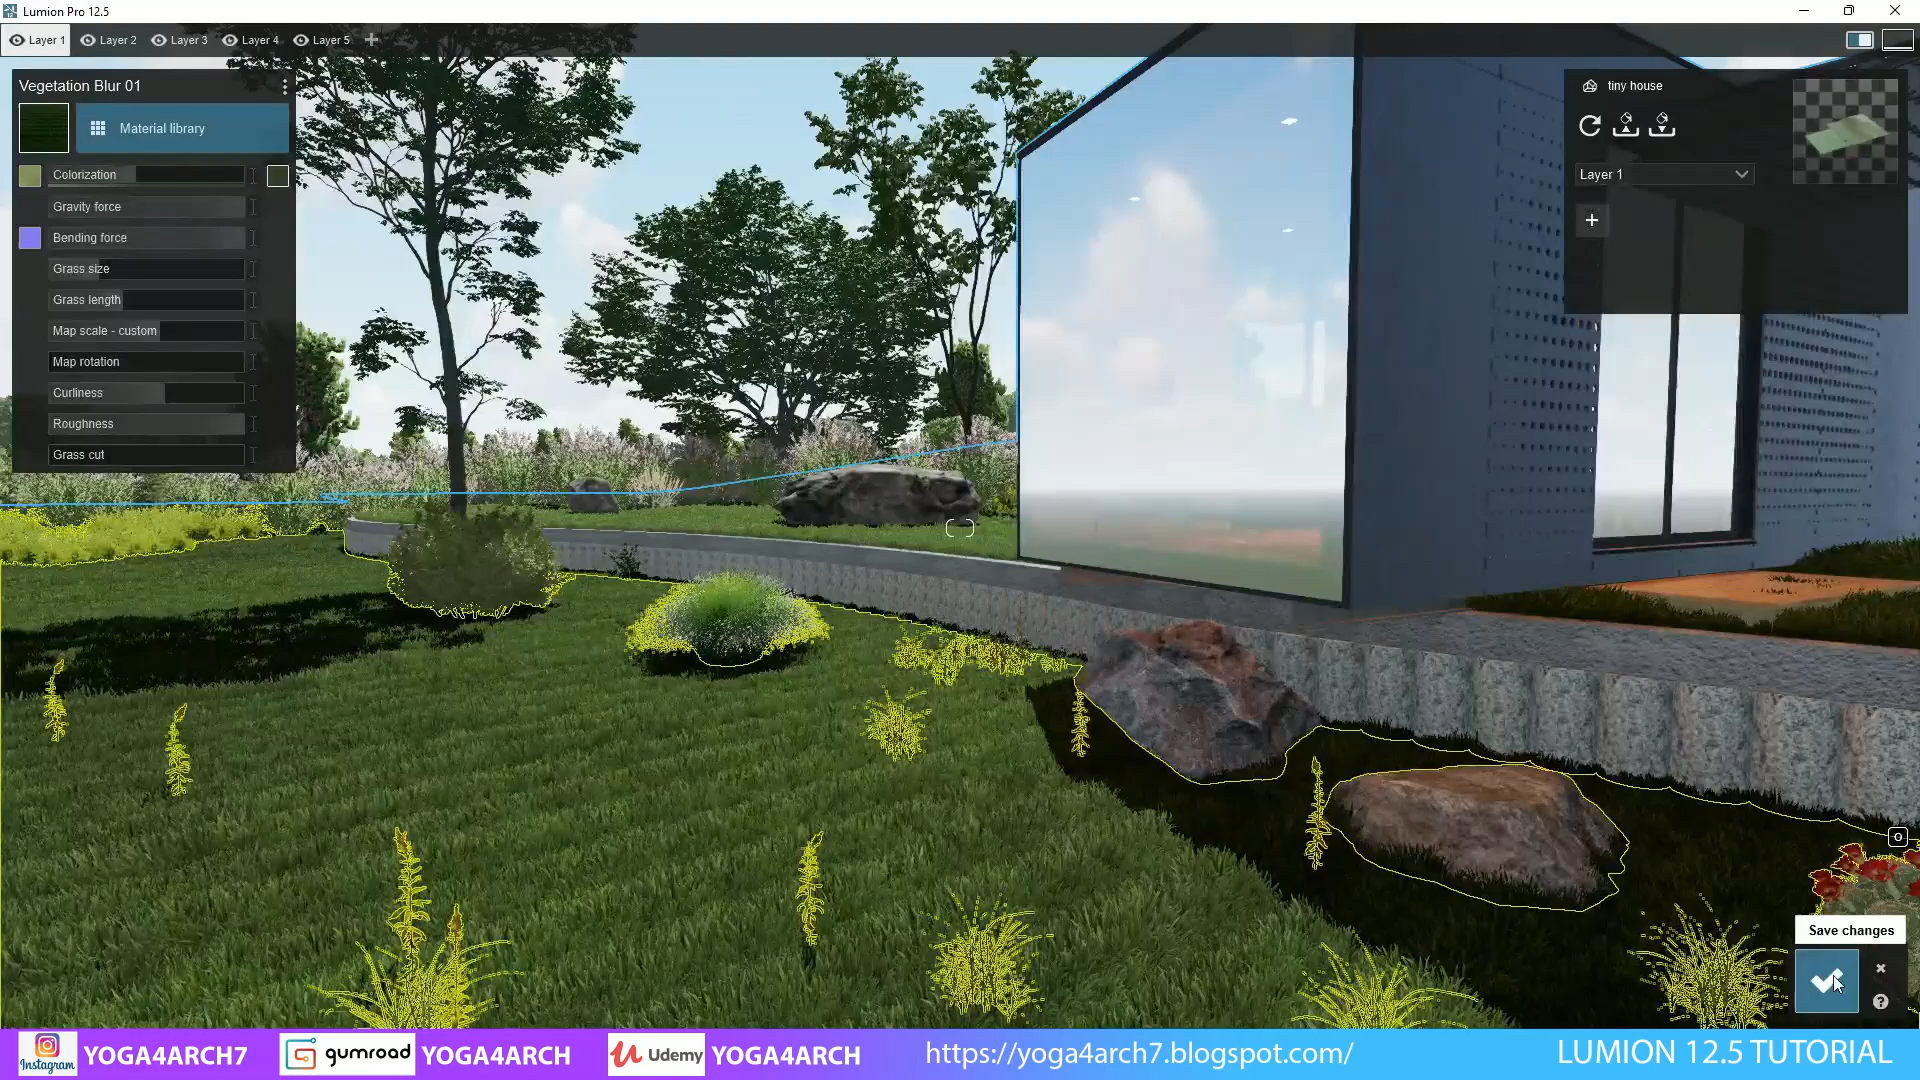 Lumion Pro 12.5
Layer 1
Layer 2
Layer 3
Layer 4
Layer 5
Vegetation Blur 01
Material library
Colorization
Gravity force
Bending force
Grass size
Grass length
Map scale - custom
Map rotation
Curliness
Roughness
Grass cut
tiny house
Layer 1
O
Save changes
Instagram
YOGA4ARCH7
gumroad
YOGA4ARCH
Udemy
YOGA4ARCH
https://yoga4arch7.blogspot.com/
LUMION 12.5 TUTORIAL